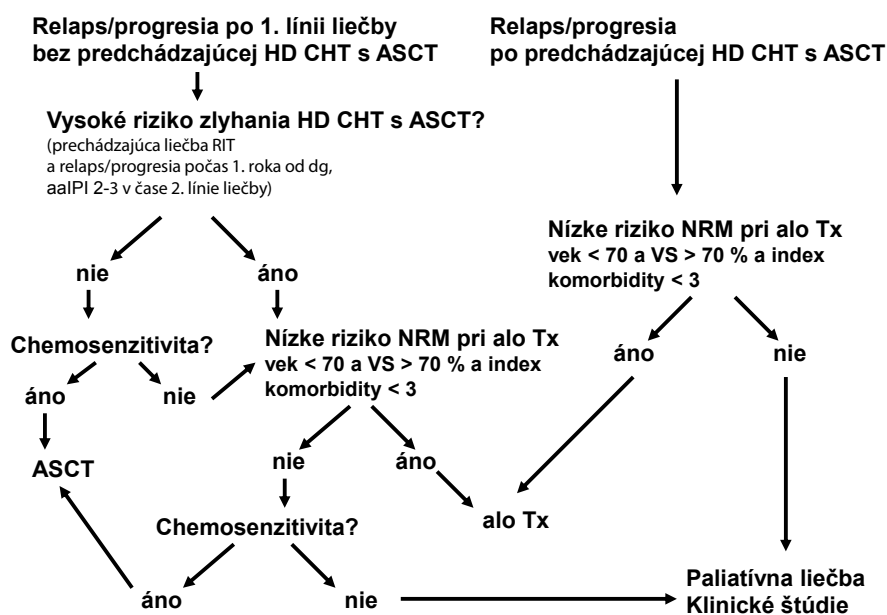 Relaps/progresia po 1. línii liečby
bez predchádzajúcej HD CHT s ASCT
Relaps/progresia
po predchádzajúcej HD CHT s ASCT
Vysoké riziko zlyhania HD CHT s ASCT?
(prechádzajúca liečba RIT
a relaps/progresia počas 1. roka od dg,
aaIPI 2-3 v čase 2. línie liečby)
Nízke riziko NRM pri alo Tx
vek < 70 a VS > 70 % a index
komorbidity < 3
nie
áno
Chemosenzitivita?
Nízke riziko NRM pri alo Tx
vek < 70 a VS > 70 % a index
komorbidity < 3
áno
nie
áno
nie
nie
áno
ASCT
Chemosenzitivita?
alo Tx
áno
nie
Paliatívna liečba
Klinické štúdie